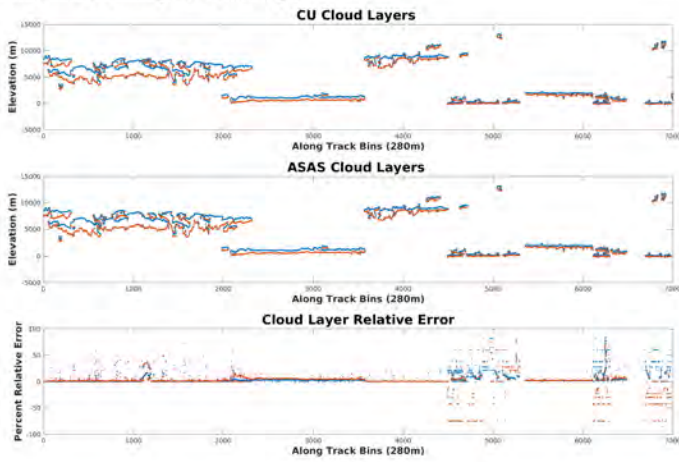 CU Cloud Layers
15000
10000
5000
0
-5000
Elevation (m)
0 1000 2000 3000 4000 5000 6000 7000
Along Track Bins (280m)
ASAS Cloud Layers
15000
10000
5000
0
-5000
Elevation (m)
0 1000 2000 3000 4000 5000 6000 7000
Along Track Bins (280m)
Cloud Layer Relative Error
100
50
0
-50
-100
Percent Relative Error
0 1000 2000 3000 4000 5000 6000 7000
Along Track Bins (280m)